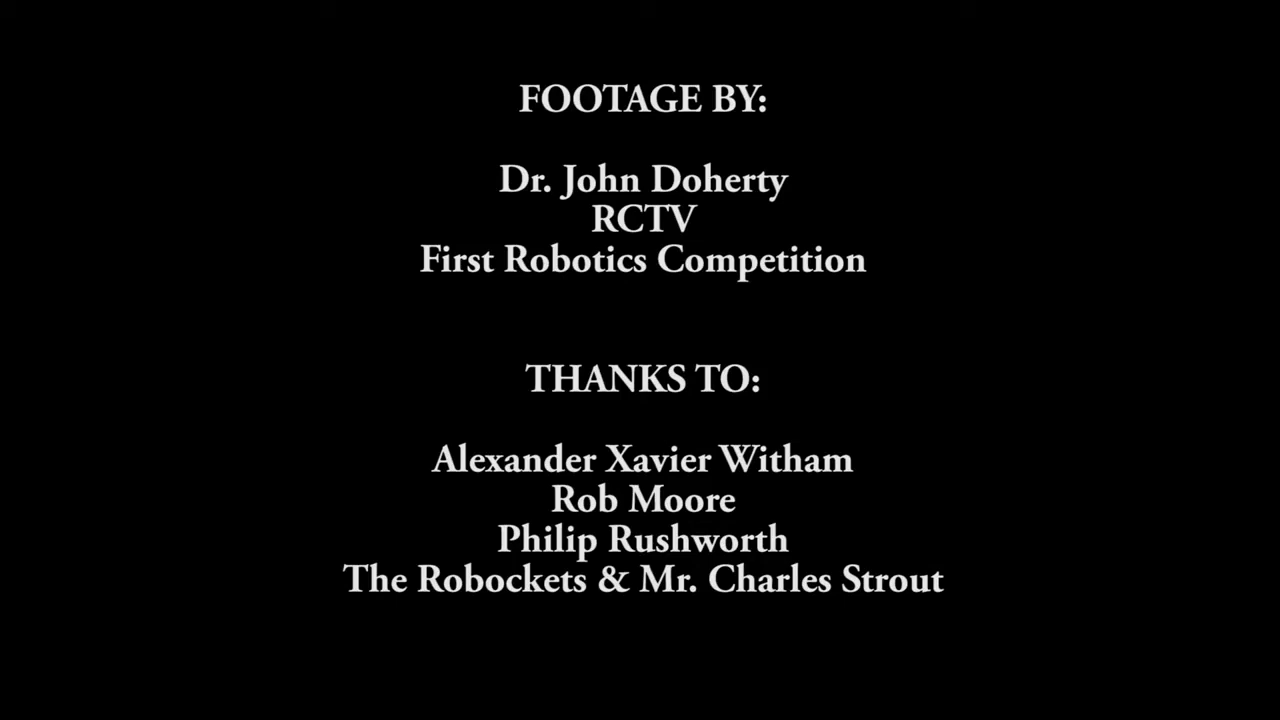 FOOTAGE BY:
Dr. John Doherty
RCTV
First Robotics Competition
THANKS TO:
Alexander Xavier Witham
Rob Moore
Philip Rushworth
The Robockets & Mr. Charles Strout